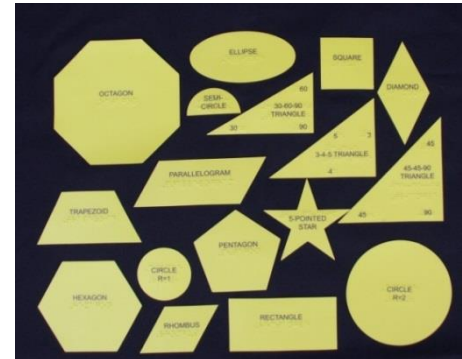 ELLIPSE
SQUARE
OCTAGON
DIAMOND
SEMI-
CIRCLE
60
30-60-90
TRIANGLE
30
90
5
3
3-4-5 TRIANGLE
4
45
45-45-90
TRIANGLE
45
90
PARALLELOGRAM
TRAPEZOID
5-POINTED
STAR
PENTAGON
CIRCLE
R=1
HEXAGON
CIRCLE
R=2
RHOMBUS
RECTANGLE